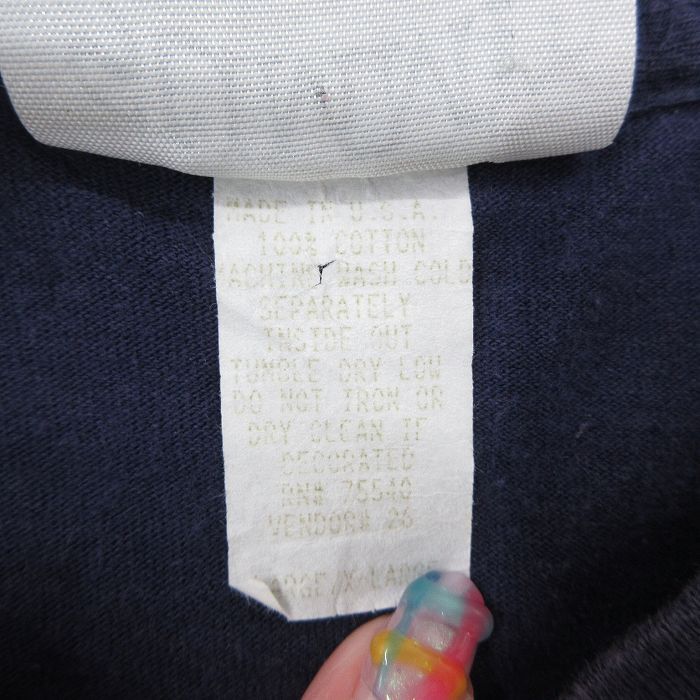 MADE IN U.S.A.
100% COTTON
MACHINE WASH COLD
SEPARATELY
INSIDE OUT
TUMBLE DRY LOW
DO NOT IRON OR
DRY CLEAN IF
DECORATED
RN# 75540
VENDOR# 26
LARGE/X-LARGE